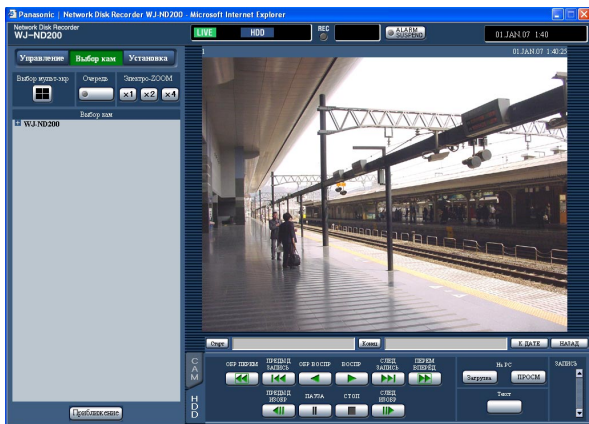 Panasonic | Network Disk Recorder WJ-ND200 - Microsoft Internet Explorer
Network Disk Recorder
WJ-ND200
LIVE HDD REC ALARM SUSPEND 01.JAN.07 1:40
Управление Выбор кам Установка
1 01.JAN.07 1:40:25
Выбор мульт-экр Очередь Электро-ZOOM
x1 x2 x4
Выбор кам
WJ-ND200
Старт Конец К ДАТЕ НАЗАД
CAM
ОБР ПЕРЕМ ПРЕДЫД ЗАПИСЬ ОБР ВОСПР ВОСПР СЛЕД ЗАПИСЬ ПЕРЕМ ВПЕРЁД
На PC
Загрузка ПРОСМ
ЗАПИСЬ
HDD
ПРЕДЫД ИЗОБР ПАУЗА СТОП СЛЕД ИЗОБР
Текст
Приближение